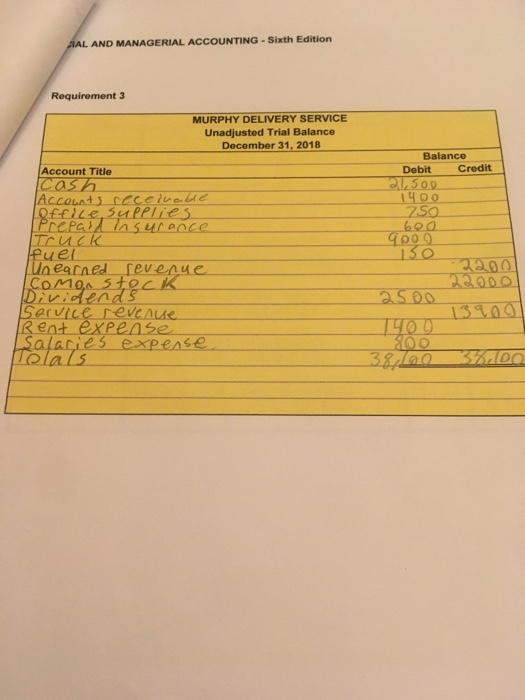 IAL AND MANAGERIAL ACCOUNTING - Sixth Edition
Requirement 3
MURPHY DELIVERY SERVICE
Unadjusted Trial Balance
December 31, 2018
Balance
Account Title Debit Credit
Cash 21,500
Accounts receivable 1400
Office supplies 750
Prepaid Insurance 600
Truck 9000
fuel 150
Unearned revenue 2200
Comon stock 22000
Dividends 2500
Service revenue 13900
Rent expense 1400
Salaries expense 800
Totals 38,100 38,100